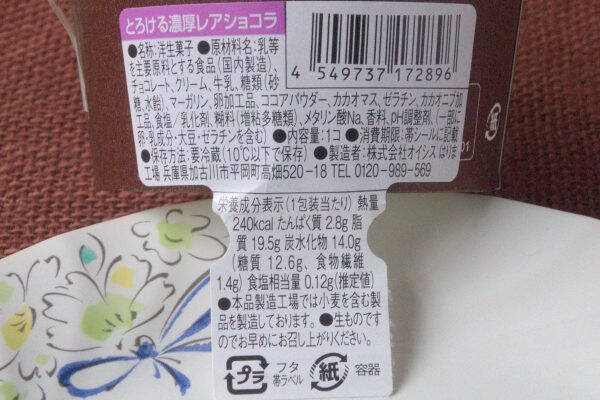 とろける濃厚レアショコラ
●名称：洋生菓子 ●原材料名：乳等
を主要原料とする食品（国内製造）、
チョコレート、クリーム、牛乳、糖類（砂
糖、水飴）、マーガリン、卵加工品、ココアパウダー、カカオマス、ゼラチン、カカオニブ加
工品、食塩／乳化剤、糊料（増粘多糖類）、メタリン酸Na、香料、pH調整剤、（一部に
卵・乳成分・大豆・ゼラチンを含む）●内容量：1コ ●消費期限：帯シールに記載
●保存方法：要冷蔵（10℃以下で保存）●製造者：株式会社オイシス はりま
工場 兵庫県加古川市平岡町高畑520-18 TEL 0120-989-569
4 549737 172896
01
栄養成分表示（1包装当たり）熱量
240kcal たんぱく質 2.8g 脂
質 19.5g 炭水化物 14.0g
（糖質 12.6g、食物繊維
1.4g）食塩相当量 0.12g（推定値）
●本品製造工場では小麦を含む製
品を製造しております。●生ものです
のでお早めにお召し上がりください。
プラ フタ 帯ラベル 紙 容器